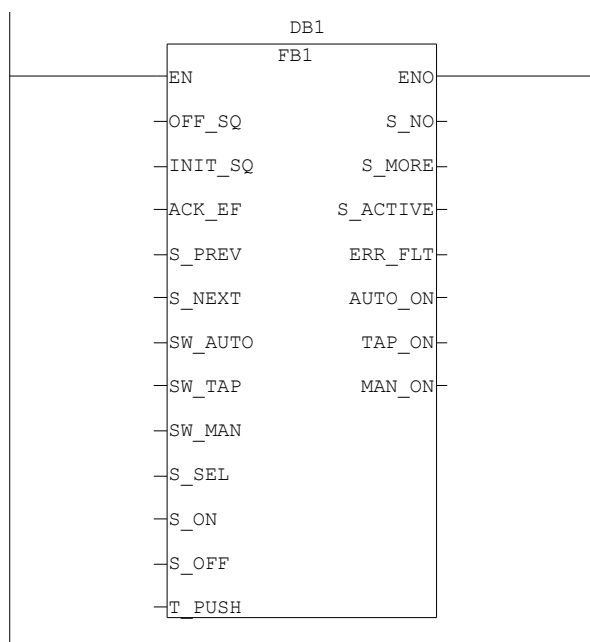 DB1
FB1
EN ENO
OFF_SQ S_NO
INIT_SQ S_MORE
ACK_EF S_ACTIVE
S_PREV ERR_FLT
S_NEXT AUTO_ON
SW_AUTO TAP_ON
SW_TAP MAN_ON
SW_MAN
S_SEL
S_ON
S_OFF
T_PUSH